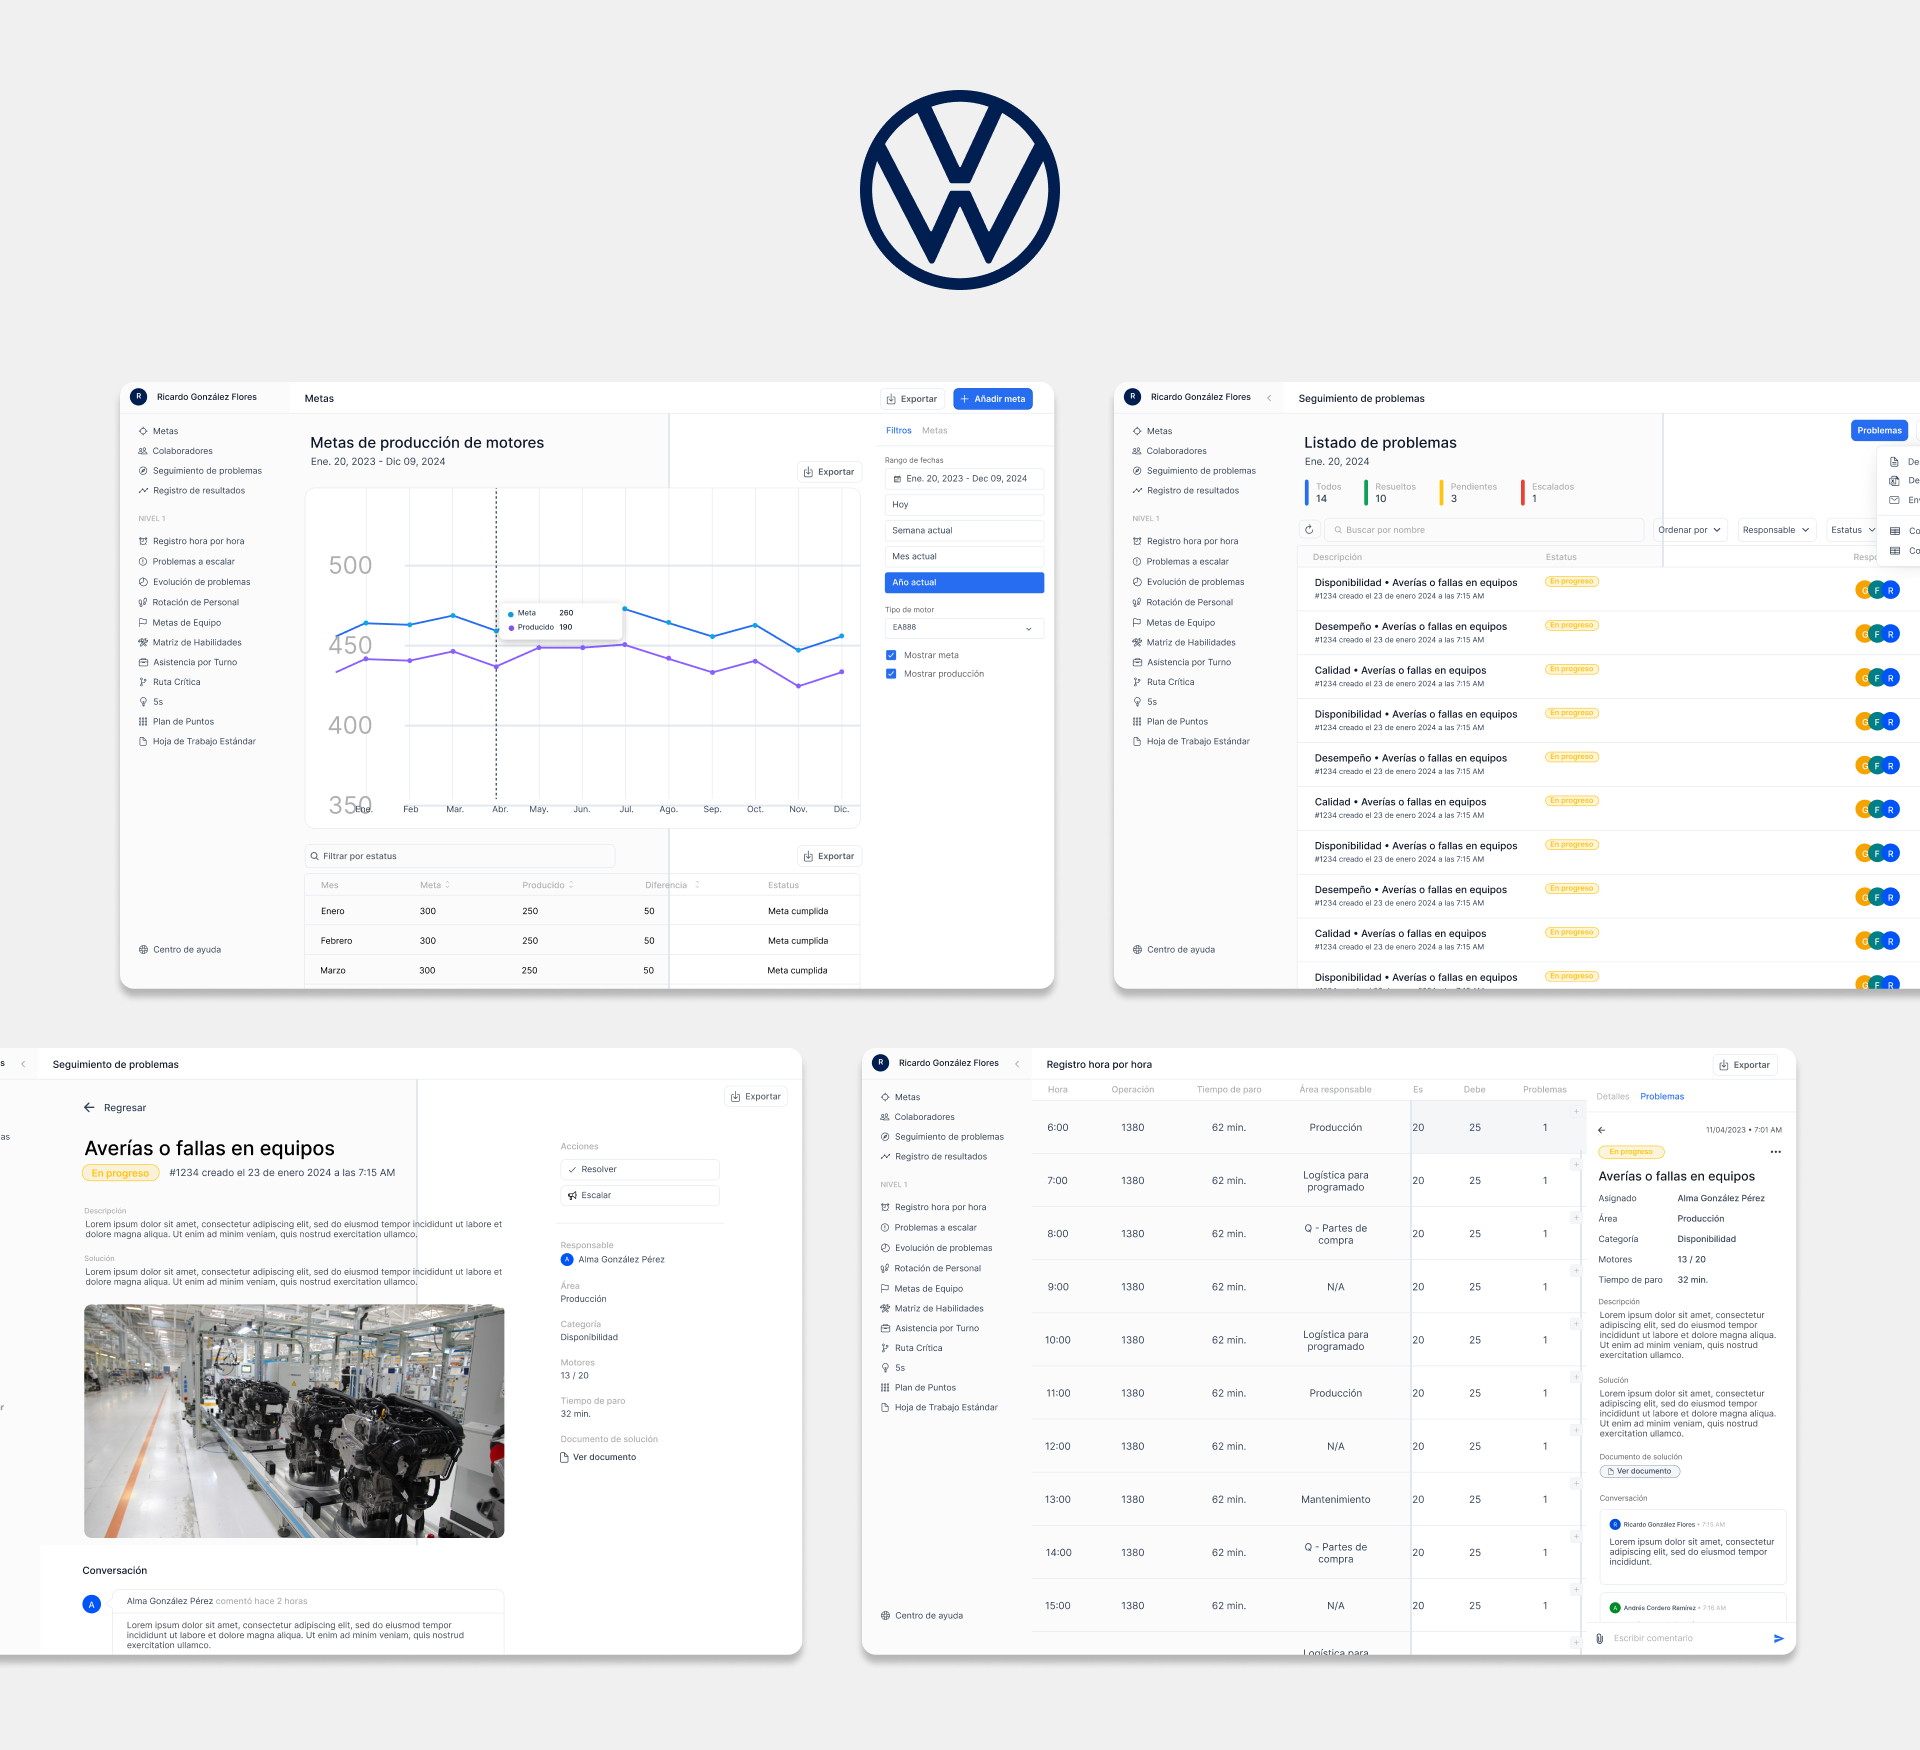 R Ricardo González Flores
Metas
Exportar
Añadir meta
Metas
Colaboradores
Seguimiento de problemas
Registro de resultados
NIVEL 1
Registro hora por hora
Problemas a escalar
Evolución de problemas
Rotación de Personal
Metas de Equipo
Matriz de Habilidades
Asistencia por Turno
Ruta Crítica
5s
Plan de Puntos
Hoja de Trabajo Estándar
Centro de ayuda
Metas de producción de motores
Ene. 20, 2023 - Dic 09, 2024
Exportar
500
450
400
350
Meta 260
Producido 190
Ene. Feb Mar. Abr. May. Jun. Jul. Ago. Sep. Oct. Nov. Dic.
Filtrar por estatus
Exportar
Mes Meta Producido Diferencia Estatus
Enero 300 250 50 Meta cumplida
Febrero 300 250 50 Meta cumplida
Marzo 300 250 50 Meta cumplida
Filtros Metas
Rango de fechas
Ene. 20, 2023 - Dec 09, 2024
Hoy
Semana actual
Mes actual
Año actual
Tipo de motor
EA888
Mostrar meta
Mostrar producción
R Ricardo González Flores
Seguimiento de problemas
Metas
Colaboradores
Seguimiento de problemas
Registro de resultados
NIVEL 1
Registro hora por hora
Problemas a escalar
Evolución de problemas
Rotación de Personal
Metas de Equipo
Matriz de Habilidades
Asistencia por Turno
Ruta Crítica
5s
Plan de Puntos
Hoja de Trabajo Estándar
Centro de ayuda
Problemas
Listado de problemas
Ene. 20, 2024
Todos Resueltos Pendientes Escalados
14 10 3 1
Buscar por nombre
Ordenar por Responsable Estatus
De
De
En
Co
Co
Descripción Estatus Respo
Disponibilidad • Averías o fallas en equipos En progreso
#1234 creado el 23 de enero 2024 a las 7:15 AM G F R
Desempeño • Averías o fallas en equipos En progreso
#1234 creado el 23 de enero 2024 a las 7:15 AM G F R
Calidad • Averías o fallas en equipos En progreso
#1234 creado el 23 de enero 2024 a las 7:15 AM G F R
Disponibilidad • Averías o fallas en equipos En progreso
#1234 creado el 23 de enero 2024 a las 7:15 AM G F R
Desempeño • Averías o fallas en equipos En progreso
#1234 creado el 23 de enero 2024 a las 7:15 AM G F R
Calidad • Averías o fallas en equipos En progreso
#1234 creado el 23 de enero 2024 a las 7:15 AM G F R
Disponibilidad • Averías o fallas en equipos En progreso
#1234 creado el 23 de enero 2024 a las 7:15 AM G F R
Desempeño • Averías o fallas en equipos En progreso
#1234 creado el 23 de enero 2024 a las 7:15 AM G F R
Calidad • Averías o fallas en equipos En progreso
#1234 creado el 23 de enero 2024 a las 7:15 AM G F R
Disponibilidad • Averías o fallas en equipos En progreso
G F R
s
as
r
Seguimiento de problemas
Regresar
Exportar
Averías o fallas en equipos
En progreso #1234 creado el 23 de enero 2024 a las 7:15 AM
Descripción
Lorem ipsum dolor sit amet, consectetur adipiscing elit, sed do eiusmod tempor incididunt ut labore et
dolore magna aliqua. Ut enim ad minim veniam, quis nostrud exercitation ullamco.
Solución
Lorem ipsum dolor sit amet, consectetur adipiscing elit, sed do eiusmod tempor incididunt ut labore et
dolore magna aliqua. Ut enim ad minim veniam, quis nostrud exercitation ullamco.
Conversación
A Alma González Pérez comentó hace 2 horas
Lorem ipsum dolor sit amet, consectetur adipiscing elit, sed do eiusmod tempor
incididunt ut labore et dolore magna aliqua. Ut enim ad minim veniam, quis nostrud
exercitation ullamco.
Acciones
Resolver
Escalar
Responsable
A Alma González Pérez
Área
Producción
Categoría
Disponibilidad
Motores
13 / 20
Tiempo de paro
32 min.
Documento de solución
Ver documento
R Ricardo González Flores
Registro hora por hora
Exportar
Metas
Colaboradores
Seguimiento de problemas
Registro de resultados
NIVEL 1
Registro hora por hora
Problemas a escalar
Evolución de problemas
Rotación de Personal
Metas de Equipo
Matriz de Habilidades
Asistencia por Turno
Ruta Crítica
5s
Plan de Puntos
Hoja de Trabajo Estándar
Centro de ayuda
Hora Operación Tiempo de paro Área responsable Es Debe Problemas
6:00 1380 62 min. Producción 20 25 1
7:00 1380 62 min. Logística para programado 20 25 1
8:00 1380 62 min. Q - Partes de compra 20 25 1
9:00 1380 62 min. N/A 20 25 1
10:00 1380 62 min. Logística para programado 20 25 1
11:00 1380 62 min. Producción 20 25 1
12:00 1380 62 min. N/A 20 25 1
13:00 1380 62 min. Mantenimiento 20 25 1
14:00 1380 62 min. Q - Partes de compra 20 25 1
15:00 1380 62 min. N/A 20 25 1
Logística para
Detalles Problemas
11/04/2023 • 7:01 AM
En progreso
Averías o fallas en equipos
Asignado Alma González Pérez
Área Producción
Categoría Disponibilidad
Motores 13 / 20
Tiempo de paro 32 min.
Descripción
Lorem ipsum dolor sit amet, consectetur
adipiscing elit, sed do eiusmod tempor
incididunt ut labore et dolore magna aliqua.
Ut enim ad minim veniam, quis nostrud
exercitation ullamco.
Solución
Lorem ipsum dolor sit amet, consectetur
adipiscing elit, sed do eiusmod tempor
incididunt ut labore et dolore magna aliqua.
Ut enim ad minim veniam, quis nostrud
exercitation ullamco.
Documento de solución
Ver documento
Conversación
R Ricardo González Flores • 7:15 AM
Lorem ipsum dolor sit amet, consectetur
adipiscing elit, sed do eiusmod tempor
incididunt.
A Andrés Cordero Ramírez • 7:16 AM
Escribir comentario